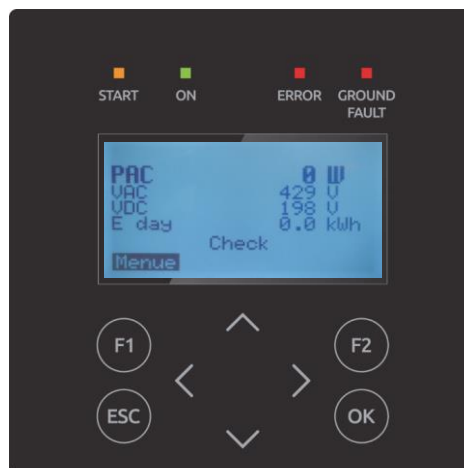 START ON ERROR GROUND FAULT
PAC 0 W
VAC 429 V
VDC 198 V
E day 0.0 kWh
Check
Menue
F1 F2
ESC OK